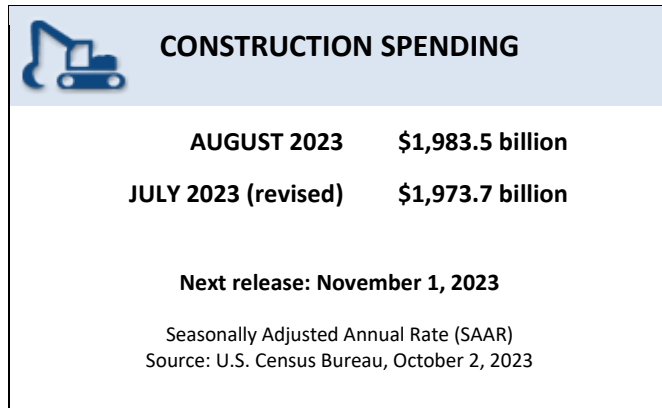 CONSTRUCTION SPENDING
AUGUST 2023 $1,983.5 billion
JULY 2023 (revised) $1,973.7 billion
Next release: November 1, 2023
Seasonally Adjusted Annual Rate (SAAR)
Source: U.S. Census Bureau, October 2, 2023